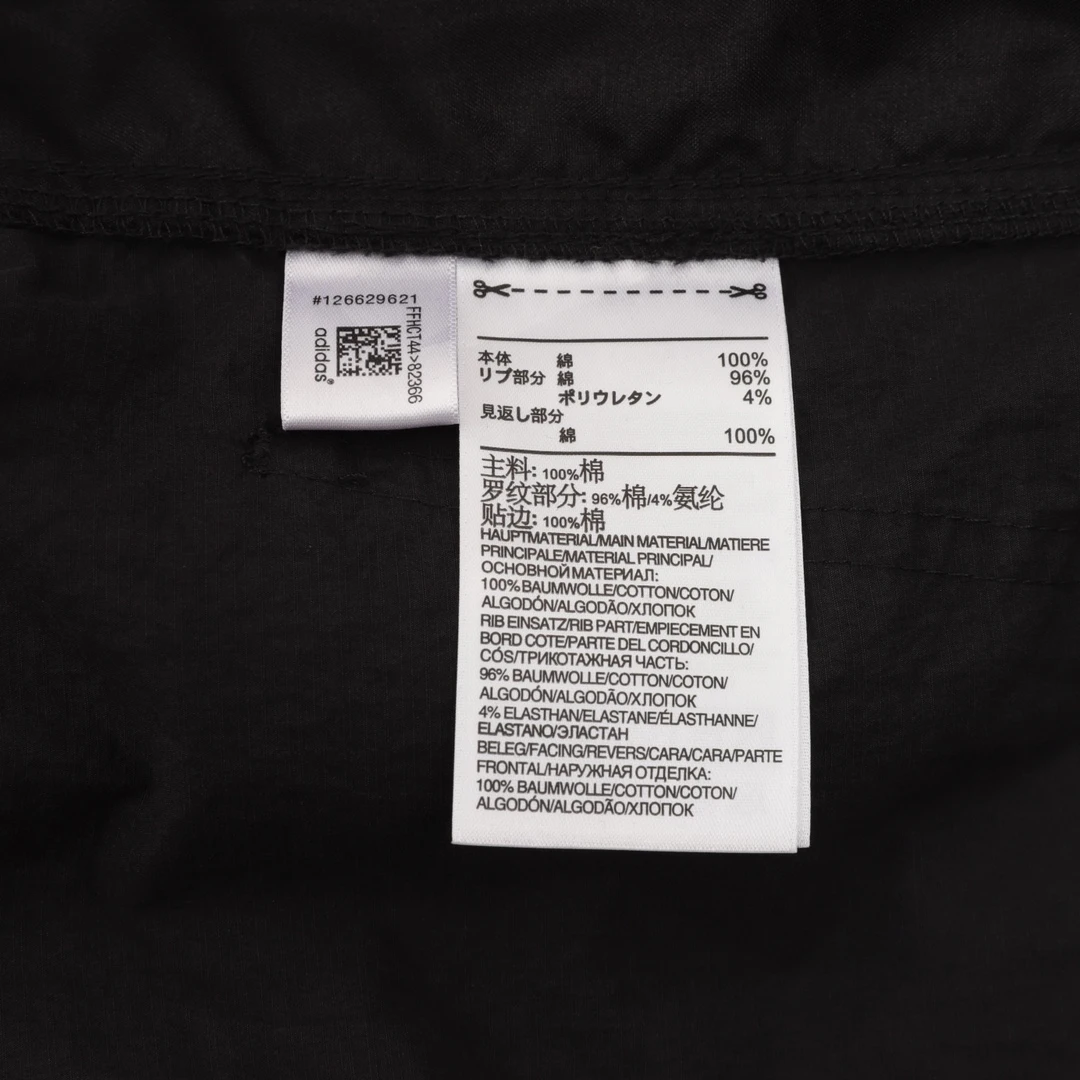 #126629621
FFHCT44>82366
adidas®
本体 綿 100%
リブ部分 綿 96%
ポリウレタン 4%
見返し部分
綿 100%
主料: 100%棉
罗纹部分: 96%棉/4%氨纶
贴边: 100%棉
HAUPTMATERIAL/MAIN MATERIAL/MATIERE
PRINCIPALE/MATERIAL PRINCIPAL/
ОСНОВНОЙ МАТЕРИАЛ:
100% BAUMWOLLE/COTTON/COTON/
ALGODÓN/ALGODÃO/ХЛОПОК
RIB EINSATZ/RIB PART/EMPIECEMENT EN
BORD COTE/PARTE DEL CORDONCILLO/
CÓS/ТРИКОТАЖНАЯ ЧАСТЬ:
96% BAUMWOLLE/COTTON/COTON/
ALGODÓN/ALGODÃO/ХЛОПОК
4% ELASTHAN/ELASTANE/ÉLASTHANNE/
ELASTANO/ЭЛАСТАН
BELEG/FACING/REVERS/CARA/CARA/PARTE
FRONTAL/НАРУЖНАЯ ОТДЕЛКА:
100% BAUMWOLLE/COTTON/COTON/
ALGODÓN/ALGODÃO/ХЛОПОК